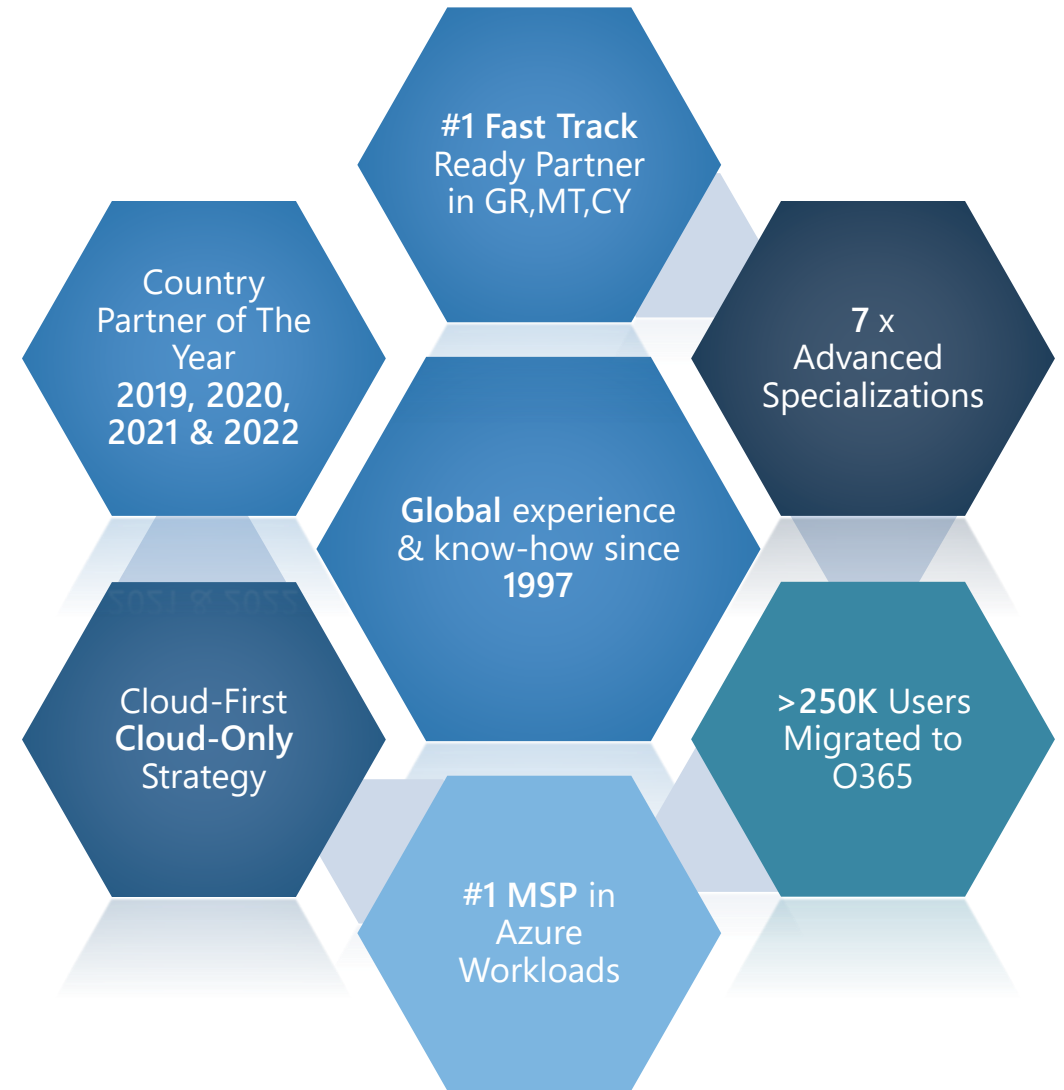 #1 Fast Track
Ready Partner
in GR,MT,CY
Country
Partner of The
Year
2019, 2020,
2021 & 2022
7 x
Advanced
Specializations
Global experience
& know-how since
1997
Cloud-First
Cloud-Only
Strategy
>250K Users
Migrated to
O365
#1 MSP in
Azure
Workloads